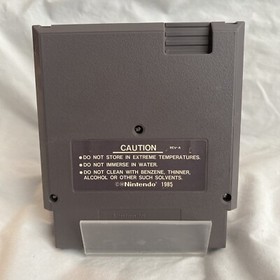 CAUTION REV-A
• DO NOT STORE IN EXTREME TEMPERATURES.
• DO NOT IMMERSE IN WATER.
• DO NOT CLEAN WITH BENZENE, THINNER,
ALCOHOL OR OTHER SUCH SOLVENTS.
©®Nintendo 1985